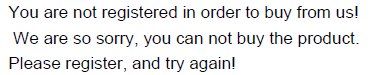 You are not registered in order to buy from us!
We are so sorry, you can not buy the product.
Please register, and try again!